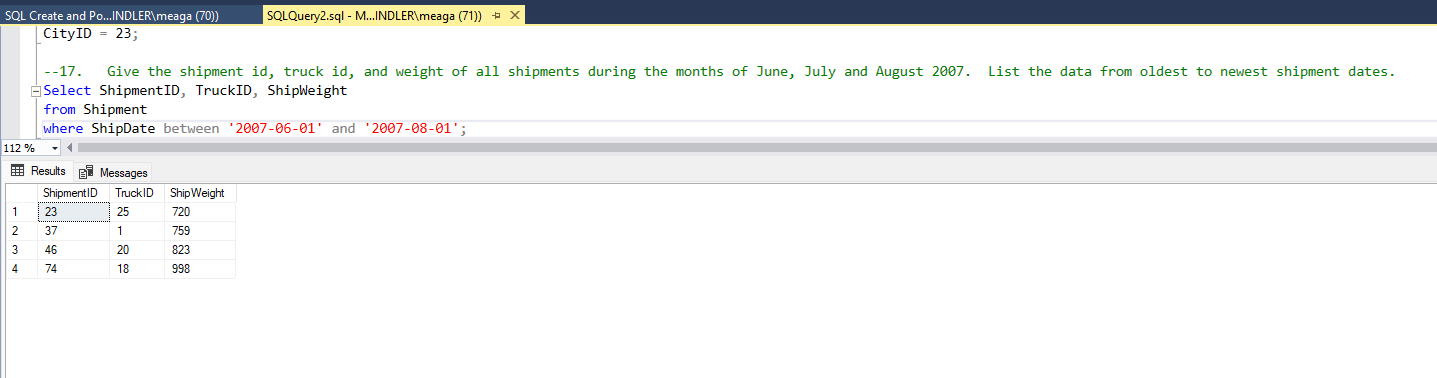 SQL Create and Po...INDLER\meaga (70)) SQLQuery2.sql - M...INDLER\meaga (71))
CityID = 23;
--17. Give the shipment id, truck id, and weight of all shipments during the months of June, July and August 2007. List the data from oldest to newest shipment dates.
Select ShipmentID, TruckID, ShipWeight
from Shipment
where ShipDate between '2007-06-01' and '2007-08-01';
112 %
Results Messages
ShipmentID TruckID ShipWeight
1 23 25 720
2 37 1 759
3 46 20 823
4 74 18 998